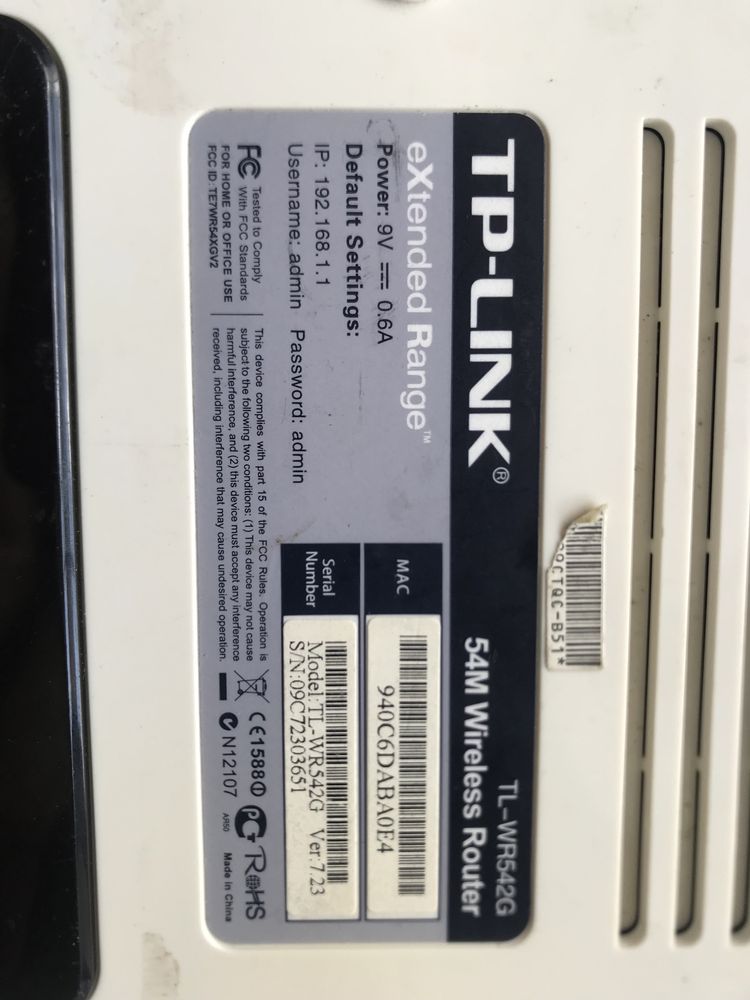 TP-LINK®
TL-WR542G
54M Wireless Router
eXtended Range™
Power: 9V 0.6A
Default Settings:
IP: 192.168.1.1
Username: admin Password: admin
MAC
940C6DABA0E4
Serial
Number
Model:TL-WR542G Ver:7.23
S/N:09C72303651
FC Tested to Comply
With FCC Standards
FOR HOME OR OFFICE USE
FCC ID: TE7WR54XGV2
This device complies with part 15 of the FCC Rules. Operation is
subject to the following two conditions: (1) This device may not cause
harmful interference, and (2) this device must accept any interference
received, including interference that may cause undesired operation.
CE1588
N12107
RoHS
AR50
Made in China
CTQC-B51*